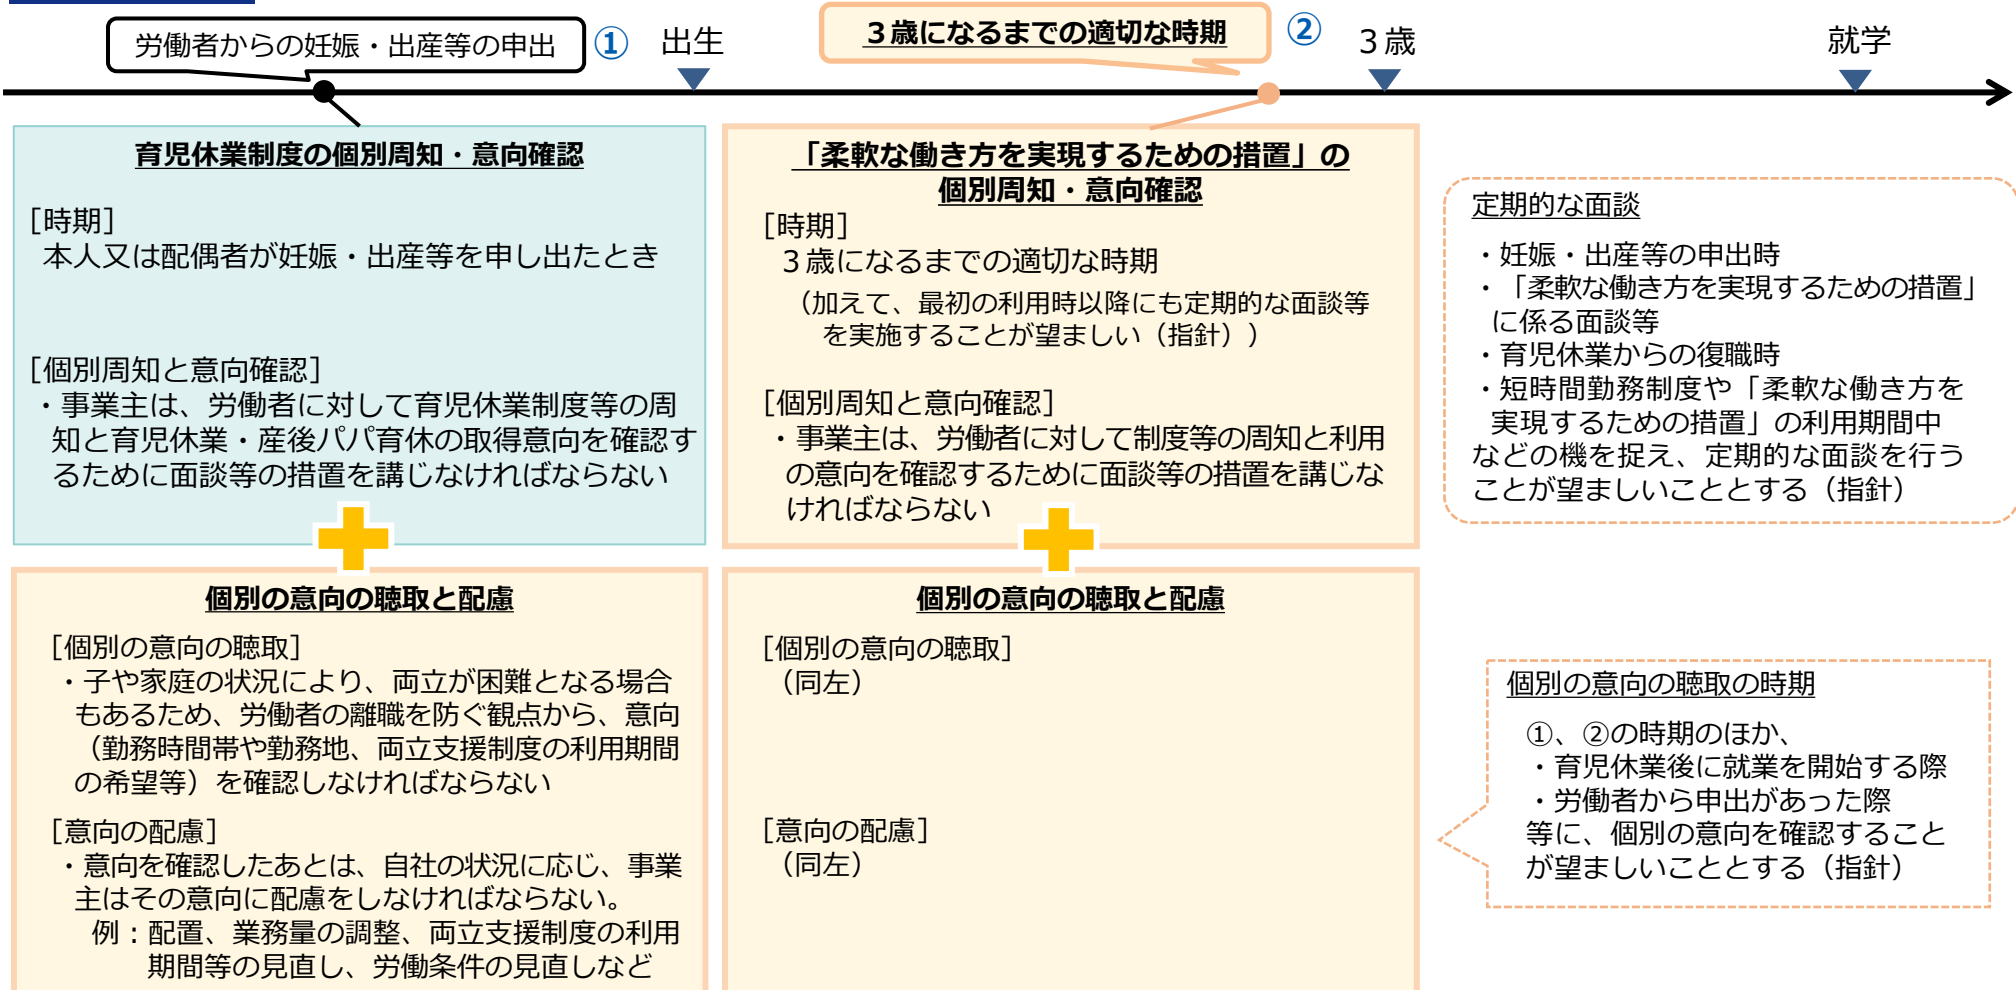 労働者からの妊娠・出産等の申出
①
出生
３歳になるまでの適切な時期
②
３歳
就学
育児休業制度の個別周知・意向確認
［時期］
本人又は配偶者が妊娠・出産等を申し出たとき
［個別周知と意向確認］
・事業主は、労働者に対して育児休業制度等の周
知と育児休業・産後パパ育休の取得意向を確認す
るために面談等の措置を講じなければならない
「柔軟な働き方を実現するための措置」の
個別周知・意向確認
［時期］
３歳になるまでの適切な時期
（加えて、最初の利用時以降にも定期的な面談等
を実施することが望ましい（指針））
［個別周知と意向確認］
・事業主は、労働者に対して制度等の周知と利用
の意向を確認するために面談等の措置を講じな
ければならない
定期的な面談
・妊娠・出産等の申出時
・「柔軟な働き方を実現するための措置」
に係る面談等
・育児休業からの復職時
・短時間勤務制度や「柔軟な働き方を
実現するための措置」の利用期間中
などの機を捉え、定期的な面談を行う
ことが望ましいこととする（指針）
個別の意向の聴取と配慮
［個別の意向の聴取］
・子や家庭の状況により、両立が困難となる場合
もあるため、労働者の離職を防ぐ観点から、意向
（勤務時間帯や勤務地、両立支援制度の利用期間
の希望等）を確認しなければならない
［意向の配慮］
・意向を確認したあとは、自社の状況に応じ、事業
主はその意向に配慮をしなければならない。
例：配置、業務量の調整、両立支援制度の利用
期間等の見直し、労働条件の見直しなど
個別の意向の聴取と配慮
［個別の意向の聴取］
（同左）
［意向の配慮］
（同左）
個別の意向の聴取の時期
①、②の時期のほか、
・育児休業後に就業を開始する際
・労働者から申出があった際
等に、個別の意向を確認すること
が望ましいこととする（指針）